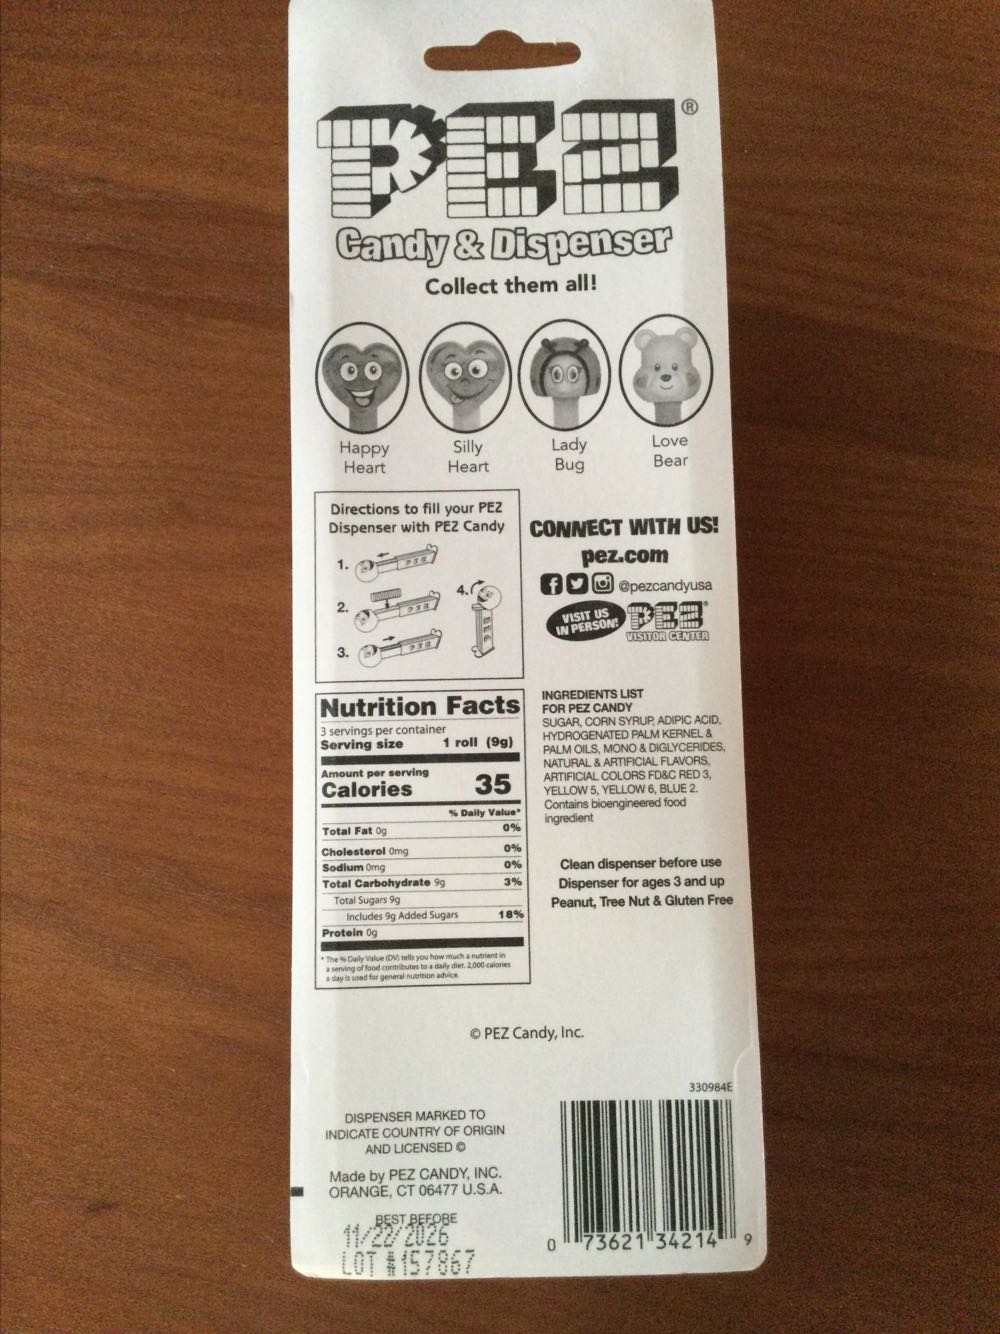 PEZ®
Candy & Dispenser
Collect them all!
Happy Heart
Silly Heart
Lady Bug
Love Bear
Directions to fill your PEZ
Dispenser with PEZ Candy
1.
PEZ
2.
PEZ
3.
PEZ
4.
PEZ
CONNECT WITH US!
pez.com
@pezcandyusa
VISIT US
IN PERSON!
PEZ®
VISITOR CENTER
Nutrition Facts
3 servings per container
Serving size 1 roll (9g)
Amount per serving
Calories 35
% Daily Value*
Total Fat 0g 0%
Cholesterol 0mg 0%
Sodium 0mg 0%
Total Carbohydrate 9g 3%
Total Sugars 9g
Includes 9g Added Sugars 18%
Protein 0g
* The % Daily Value (DV) tells you how much a nutrient in
a serving of food contributes to a daily diet. 2,000 calories
a day is used for general nutrition advice.
INGREDIENTS LIST
FOR PEZ CANDY
SUGAR, CORN SYRUP, ADIPIC ACID,
HYDROGENATED PALM KERNEL &
PALM OILS, MONO & DIGLYCERIDES,
NATURAL & ARTIFICIAL FLAVORS,
ARTIFICIAL COLORS FD&C RED 3,
YELLOW 5, YELLOW 6, BLUE 2.
Contains bioengineered food
ingredient
Clean dispenser before use
Dispenser for ages 3 and up
Peanut, Tree Nut & Gluten Free
© PEZ Candy, Inc.
330984E
DISPENSER MARKED TO
INDICATE COUNTRY OF ORIGIN
AND LICENSED ©
Made by PEZ CANDY, INC.
ORANGE, CT 06477 U.S.A.
BEST BEFORE
11/22/2026
LOT #157867
0 73621 34214 9